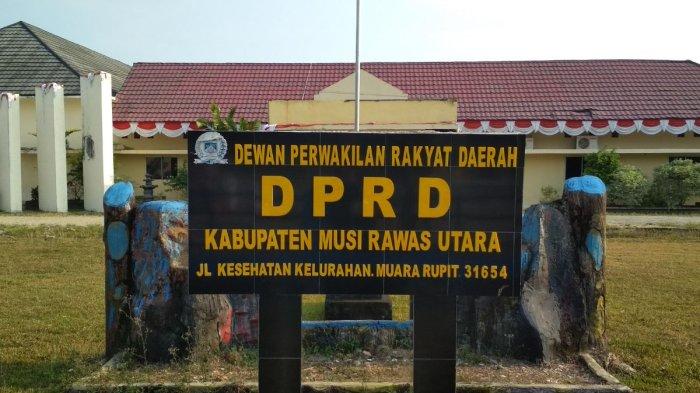 DEWAN PERWAKILAN RAKYAT DAERAH
DPRD
KABUPATEN MUSI RAWAS UTARA
JL KESEHATAN KELURAHAN. MUARA RUPIT 31654